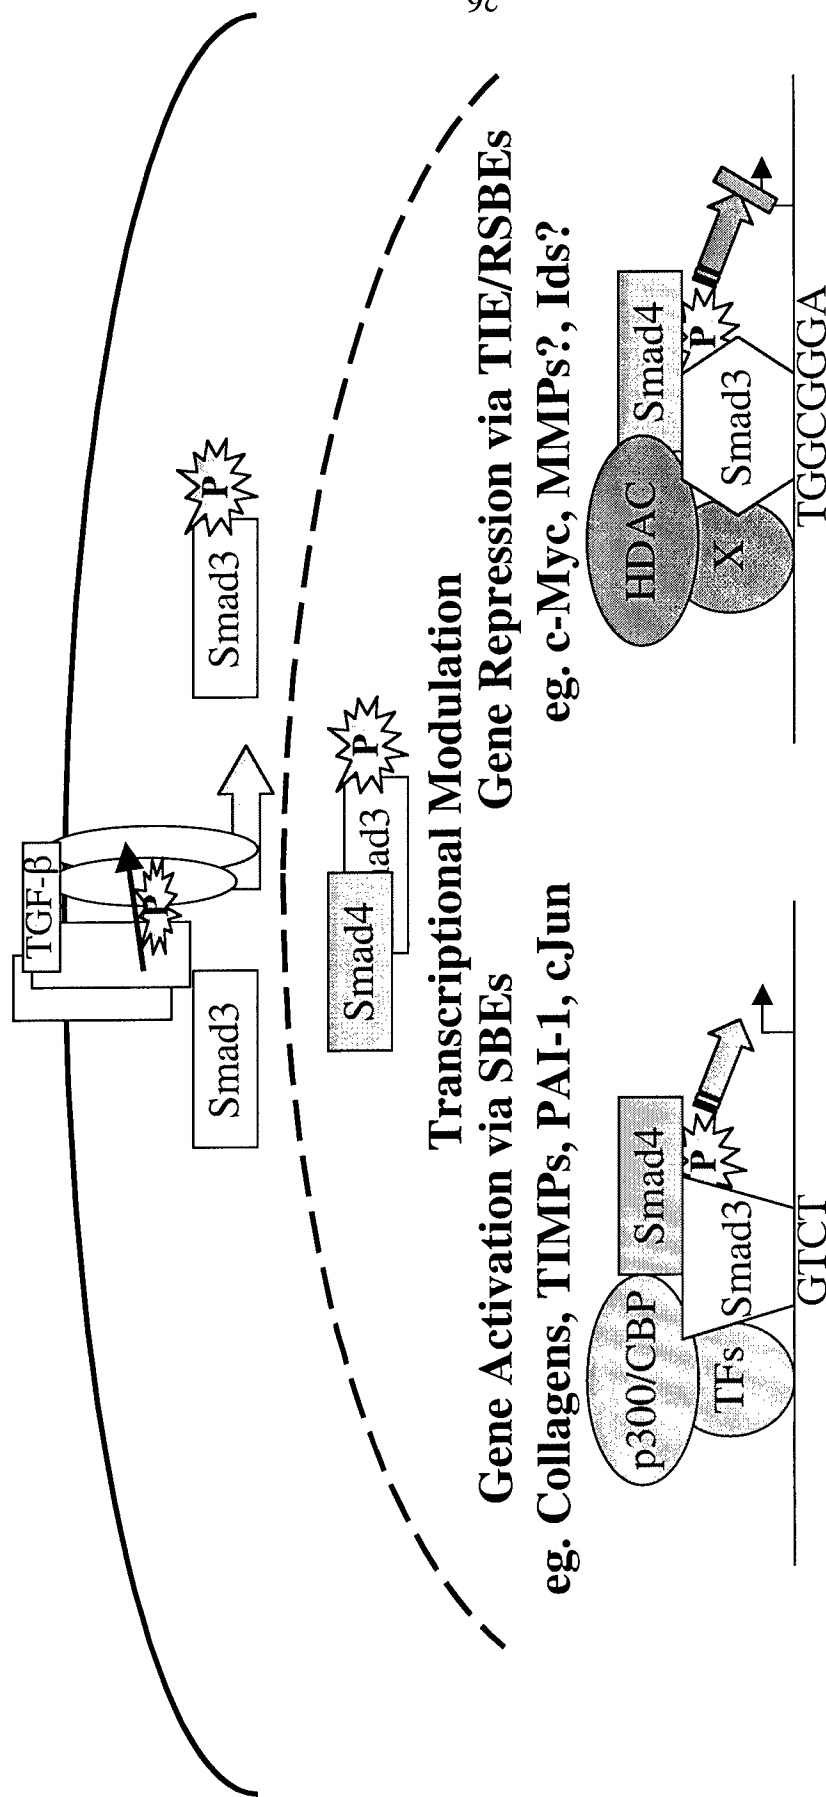 26
TGF-β
P
Smad3
Smad3
P
Smad4
ad3
P
Transcriptional Modulation
Gene Activation via SBEs
eg. Collagens, TIMPs, PAI-1, cJun
p300/CBP
Smad4
TFs
Smad3
P
GTCT
Gene Repression via TIE/RSBEs
eg. c-Myc, MMPs?, Ids?
HDAC
Smad4
X
Smad3
P
TGGCGGGA